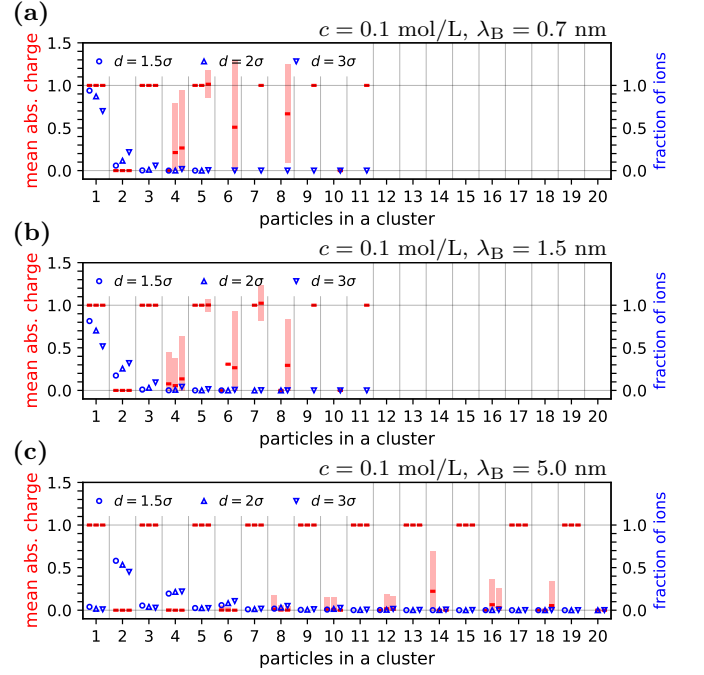 (a)
c = 0.1 mol/L, λB = 0.7 nm
mean abs. charge
1.5
1.0
0.5
0.0
d = 1.5σ d = 2σ d = 3σ
1.0
0.5
0.0
fraction of ions
1 2 3 4 5 6 7 8 9 10 11 12 13 14 15 16 17 18 19 20
particles in a cluster
(b)
c = 0.1 mol/L, λB = 1.5 nm
mean abs. charge
1.5
1.0
0.5
0.0
d = 1.5σ d = 2σ d = 3σ
1.0
0.5
0.0
fraction of ions
1 2 3 4 5 6 7 8 9 10 11 12 13 14 15 16 17 18 19 20
particles in a cluster
(c)
c = 0.1 mol/L, λB = 5.0 nm
mean abs. charge
1.5
1.0
0.5
0.0
d = 1.5σ d = 2σ d = 3σ
1.0
0.5
0.0
fraction of ions
1 2 3 4 5 6 7 8 9 10 11 12 13 14 15 16 17 18 19 20
particles in a cluster